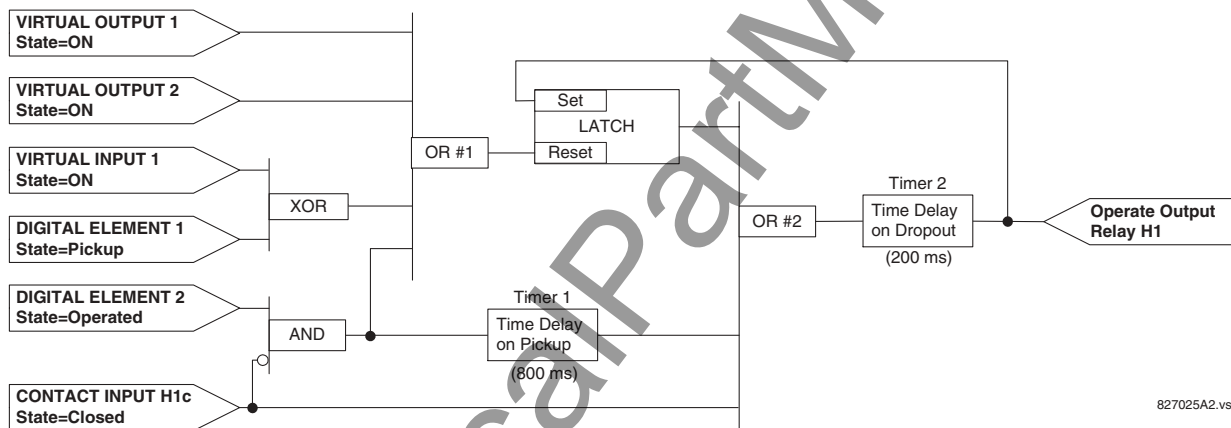 VIRTUAL OUTPUT 1
State=ON
VIRTUAL OUTPUT 2
State=ON
VIRTUAL INPUT 1
State=ON
DIGITAL ELEMENT 1
State=Pickup
DIGITAL ELEMENT 2
State=Operated
CONTACT INPUT H1c
State=Closed
XOR
AND
OR #1
Set
LATCH
Reset
Timer 1
Time Delay
on Pickup
(800 ms)
OR #2
Timer 2
Time Delay
on Dropout
(200 ms)
Operate Output
Relay H1
827025A2.vs
calPartM